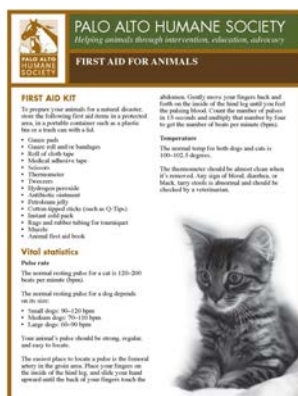 PALO ALTO HUMANE SOCIETY
Helping animals through intervention, education, advocacy
PALO ALTO
HUMANE
SOCIETY
FIRST AID FOR ANIMALS
FIRST AID KIT
To prepare your animals for a natural disaster,
store the following first aid items in a protected
area, in a portable container such as a plastic
bin or a trash can with a lid.
• Gauze pads
• Gauze roll and/or bandages
• Roll of cloth tape
• Medical adhesive tape
• Scissors
• Thermometer
• Tweezers
• Hydrogen peroxide
• Antibiotic ointment
• Petroleum jelly
• Cotton tipped sticks (such as Q-Tips)
• Instant cold pack
• Rags and rubber tubing for tourniquet
• Muzzle
• Animal first aid book
Vital statistics
Pulse rate
The normal resting pulse for a cat is 120–200
beats per minute (bpm).
The normal resting pulse for a dog depends
on its size:
• Small dogs: 90–120 bpm
• Medium dogs: 70–110 bpm
• Large dogs: 60–90 bpm
Your animal's pulse should be strong, regular,
and easy to locate.
The easiest place to locate a pulse is the femoral
artery in the groin area. Place your fingers on
the inside of the hind leg, and slide your hand
upward until the back of your fingers touch the
abdomen. Gently move your fingers back and
forth on the inside of the hind leg until you feel
the pulsing blood. Count the number of pulses
in 15 seconds and multiply that number by four
to get the number of beats per minute (bpm).
Temperature
The normal temp for both dogs and cats is
100–102.5 degrees.
The thermometer should be almost clean when
it's removed. Any sign of blood, diarrhea, or
black, tarry stools is abnormal and should be
checked by a veterinarian.